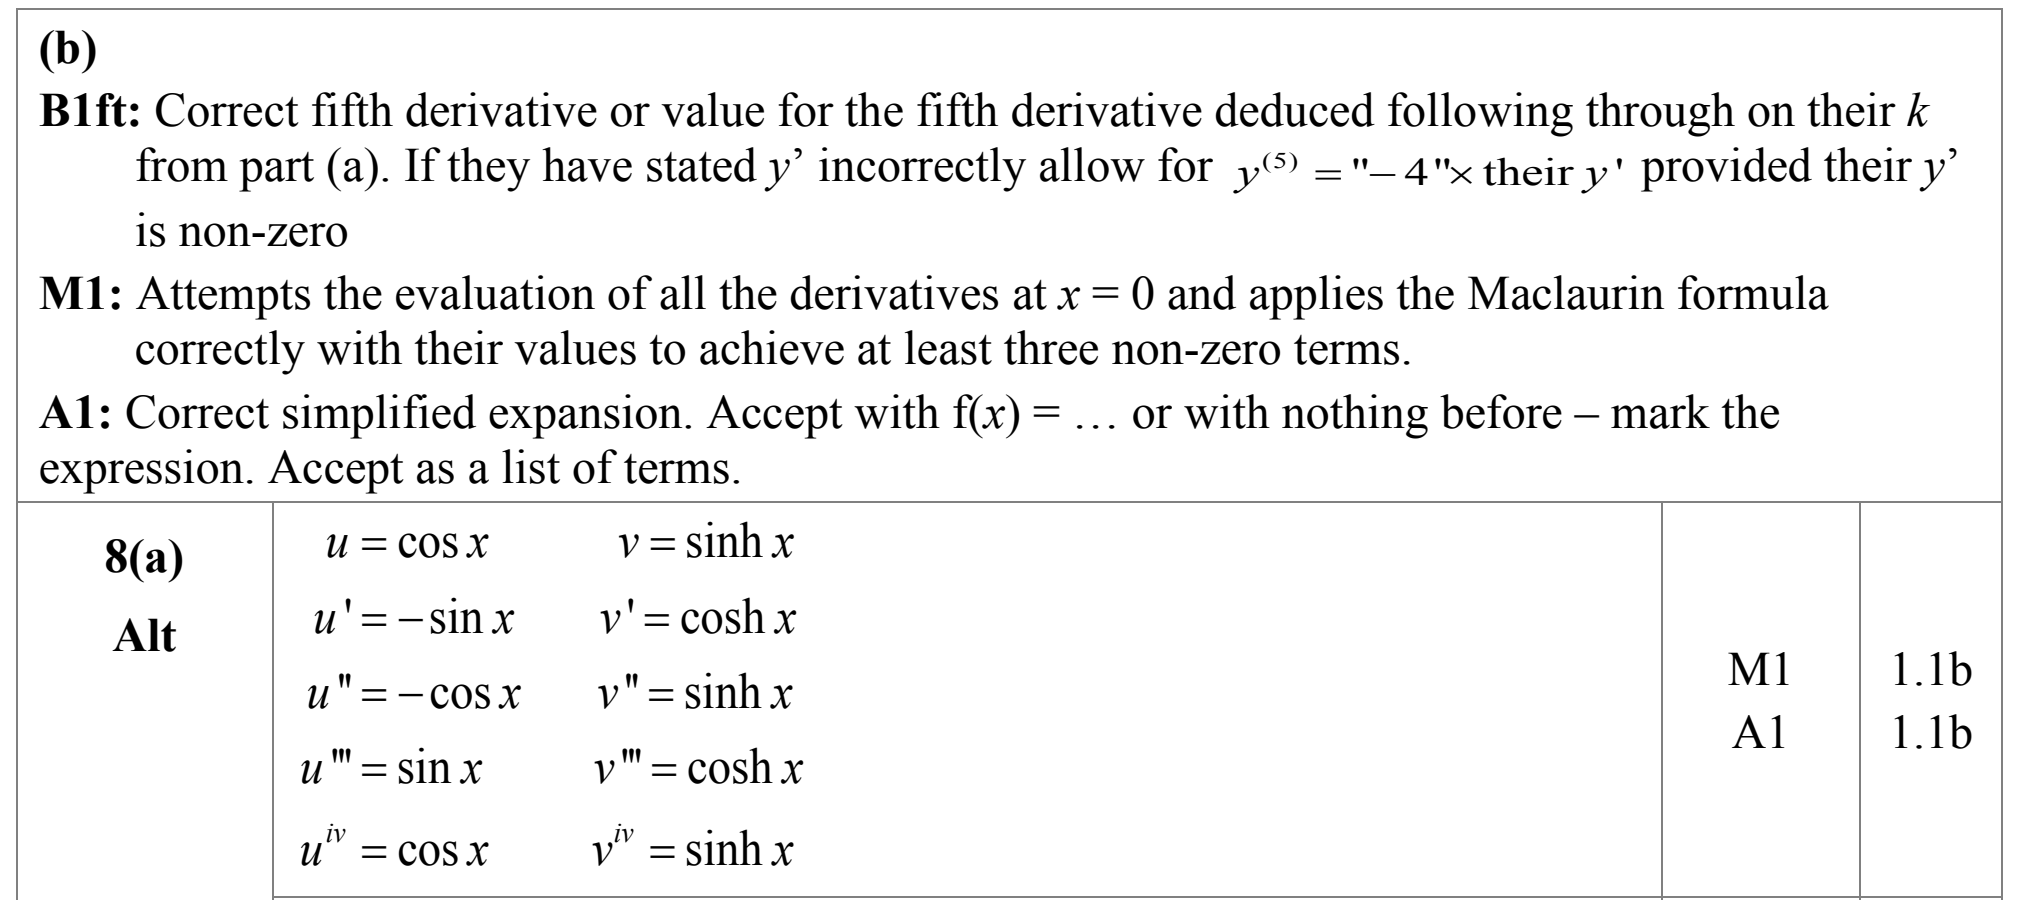 (b)
B1ft: Correct fifth derivative or value for the fifth derivative deduced following through on their k
from part (a). If they have stated y’ incorrectly allow for y⁽⁵⁾ = "– 4"× their y ' provided their y’
is non-zero
M1: Attempts the evaluation of all the derivatives at x = 0 and applies the Maclaurin formula
correctly with their values to achieve at least three non-zero terms.
A1: Correct simplified expansion. Accept with f(x) = … or with nothing before – mark the
expression. Accept as a list of terms.
8(a)
Alt
u = cos x v = sinh x
u ' = – sin x v ' = cosh x
u " = – cos x v " = sinh x
u ''' = sin x v ''' = cosh x
uⁱᵛ = cos x vⁱᵛ = sinh x
M1 1.1b
A1 1.1b